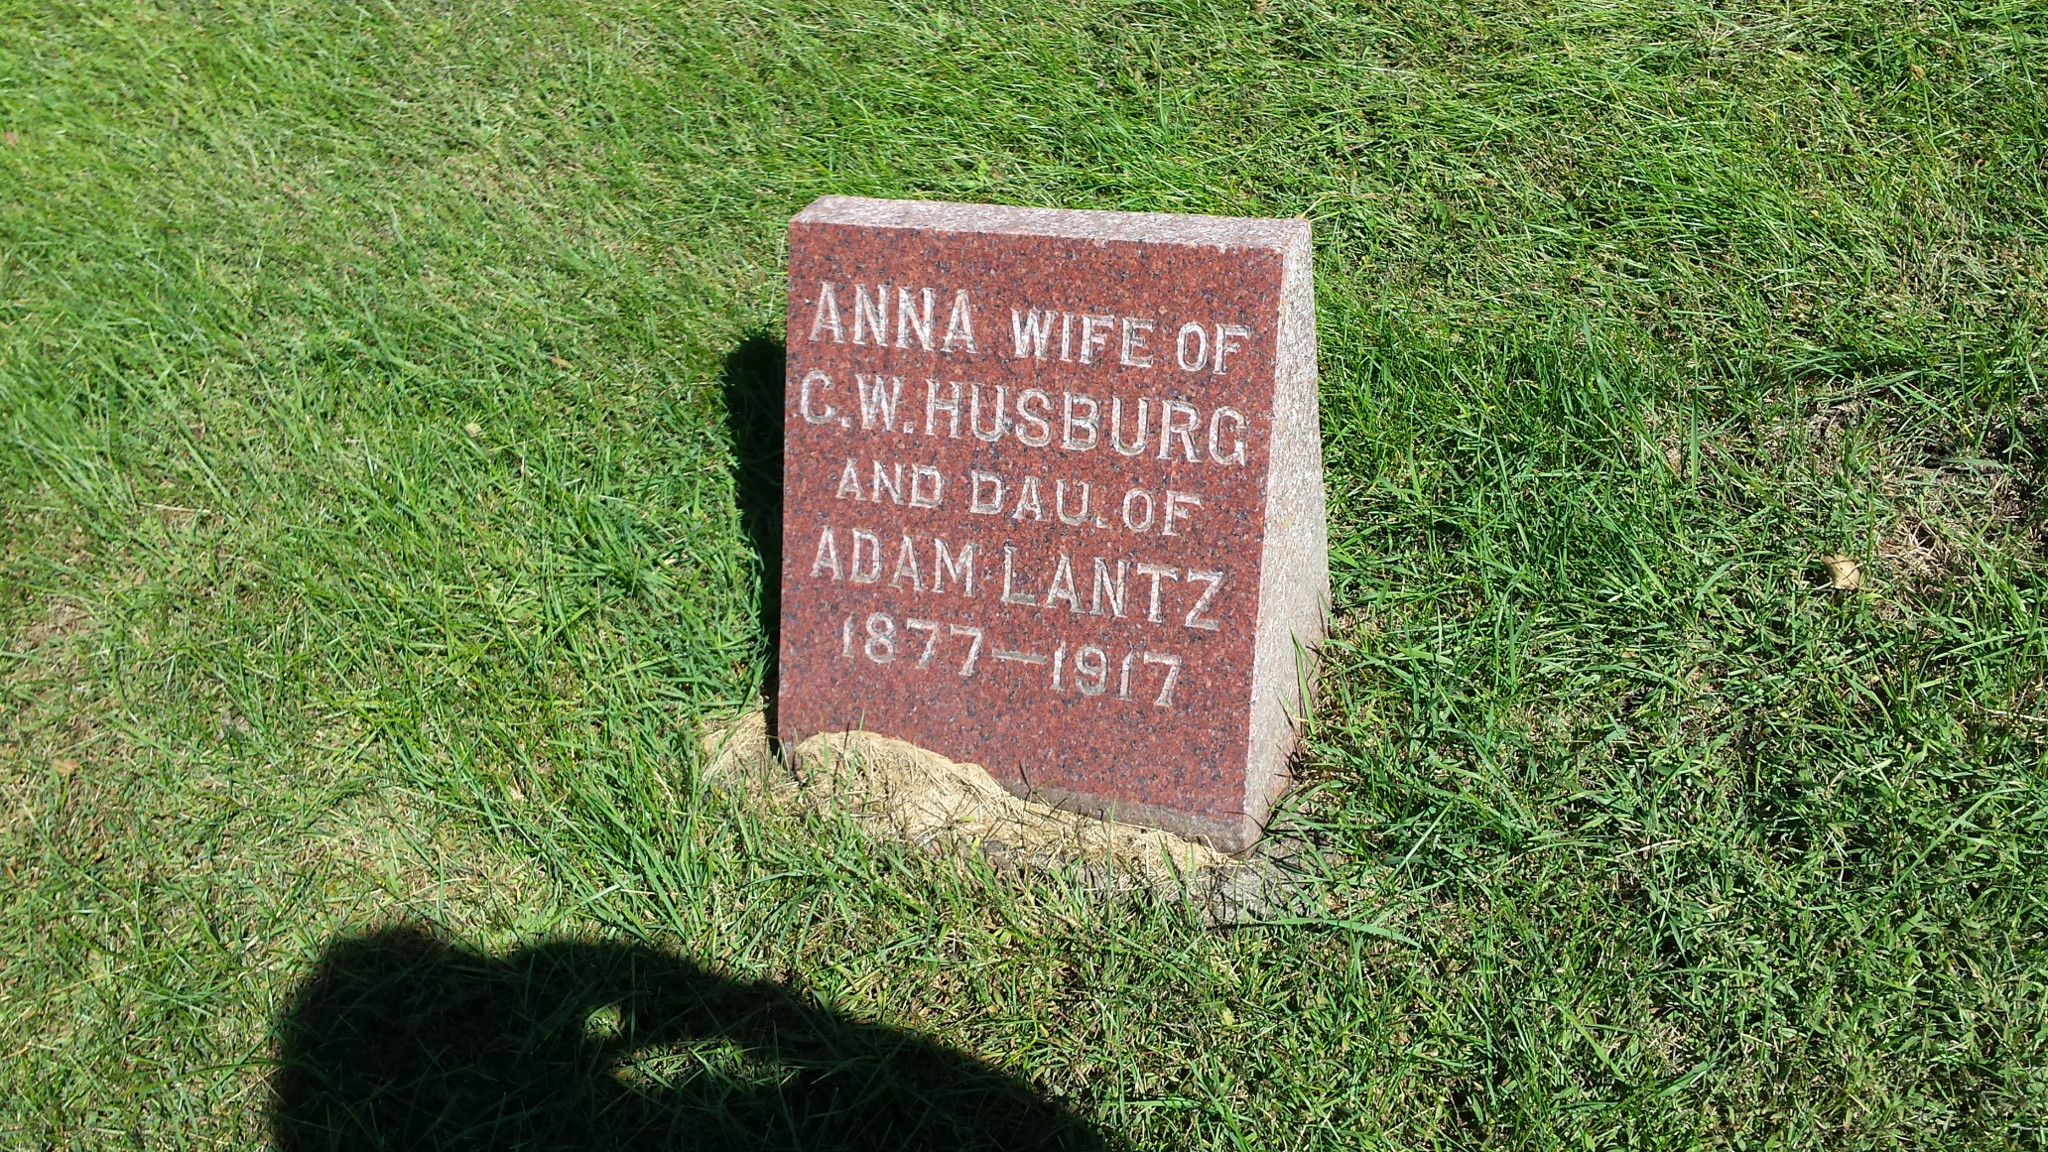 ANNA WIFE OF
C.W.HUSBURG
AND DAU. OF
ADAM LANTZ
1877—1917